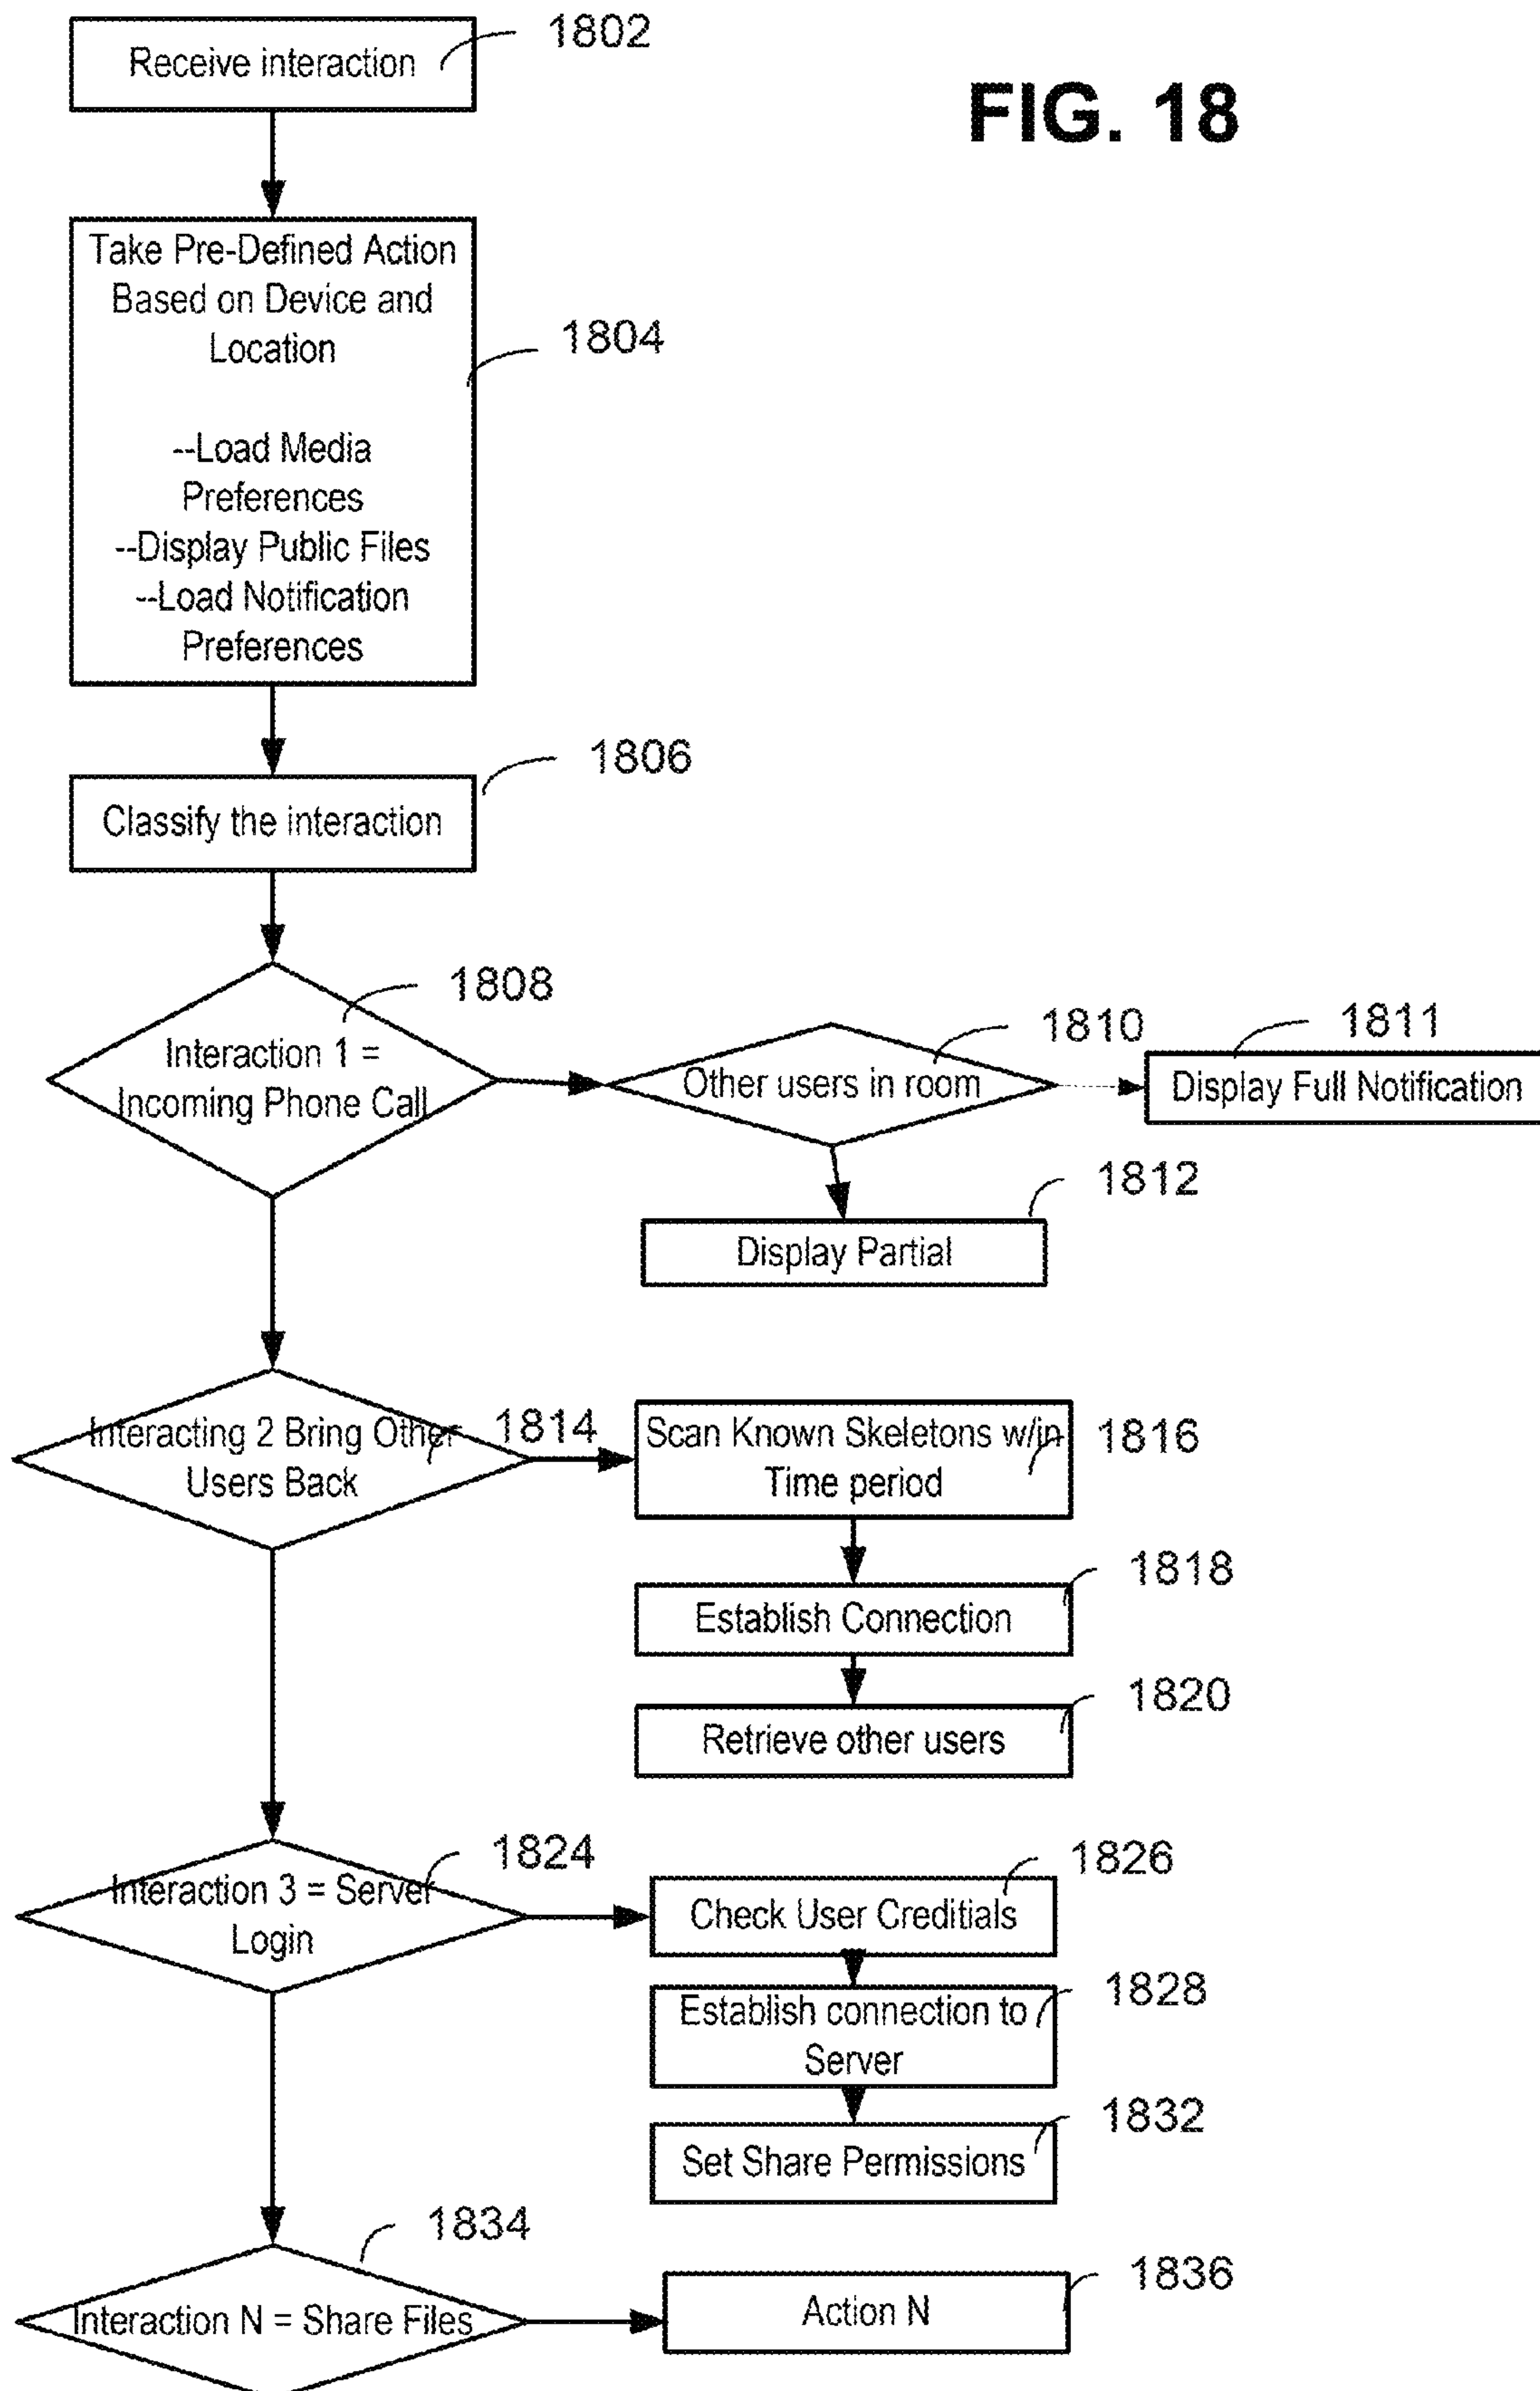 1802
Receive interaction
FIG. 18
Take Pre-Defined Action
Based on Device and
Location
1804
--Load Media
Preferences
--Display Public Files
--Load Notification
Preferences
1806
Classify the interaction
1808
Interaction 1 =
Incoming Phone Call
1810
Other users in room
1811
Display Full Notification
1812
Display Partial
Interacting 2 Bring Other
Users Back
1814
Scan Known Skeletons w/in
Time period
1816
1818
Establish Connection
1820
Retrieve other users
1824
Interaction 3 = Server
Login
1826
Check User Creditials
1828
Establish connection to
Server
1832
Set Share Permissions
1834
Interaction N = Share Files
1836
Action N